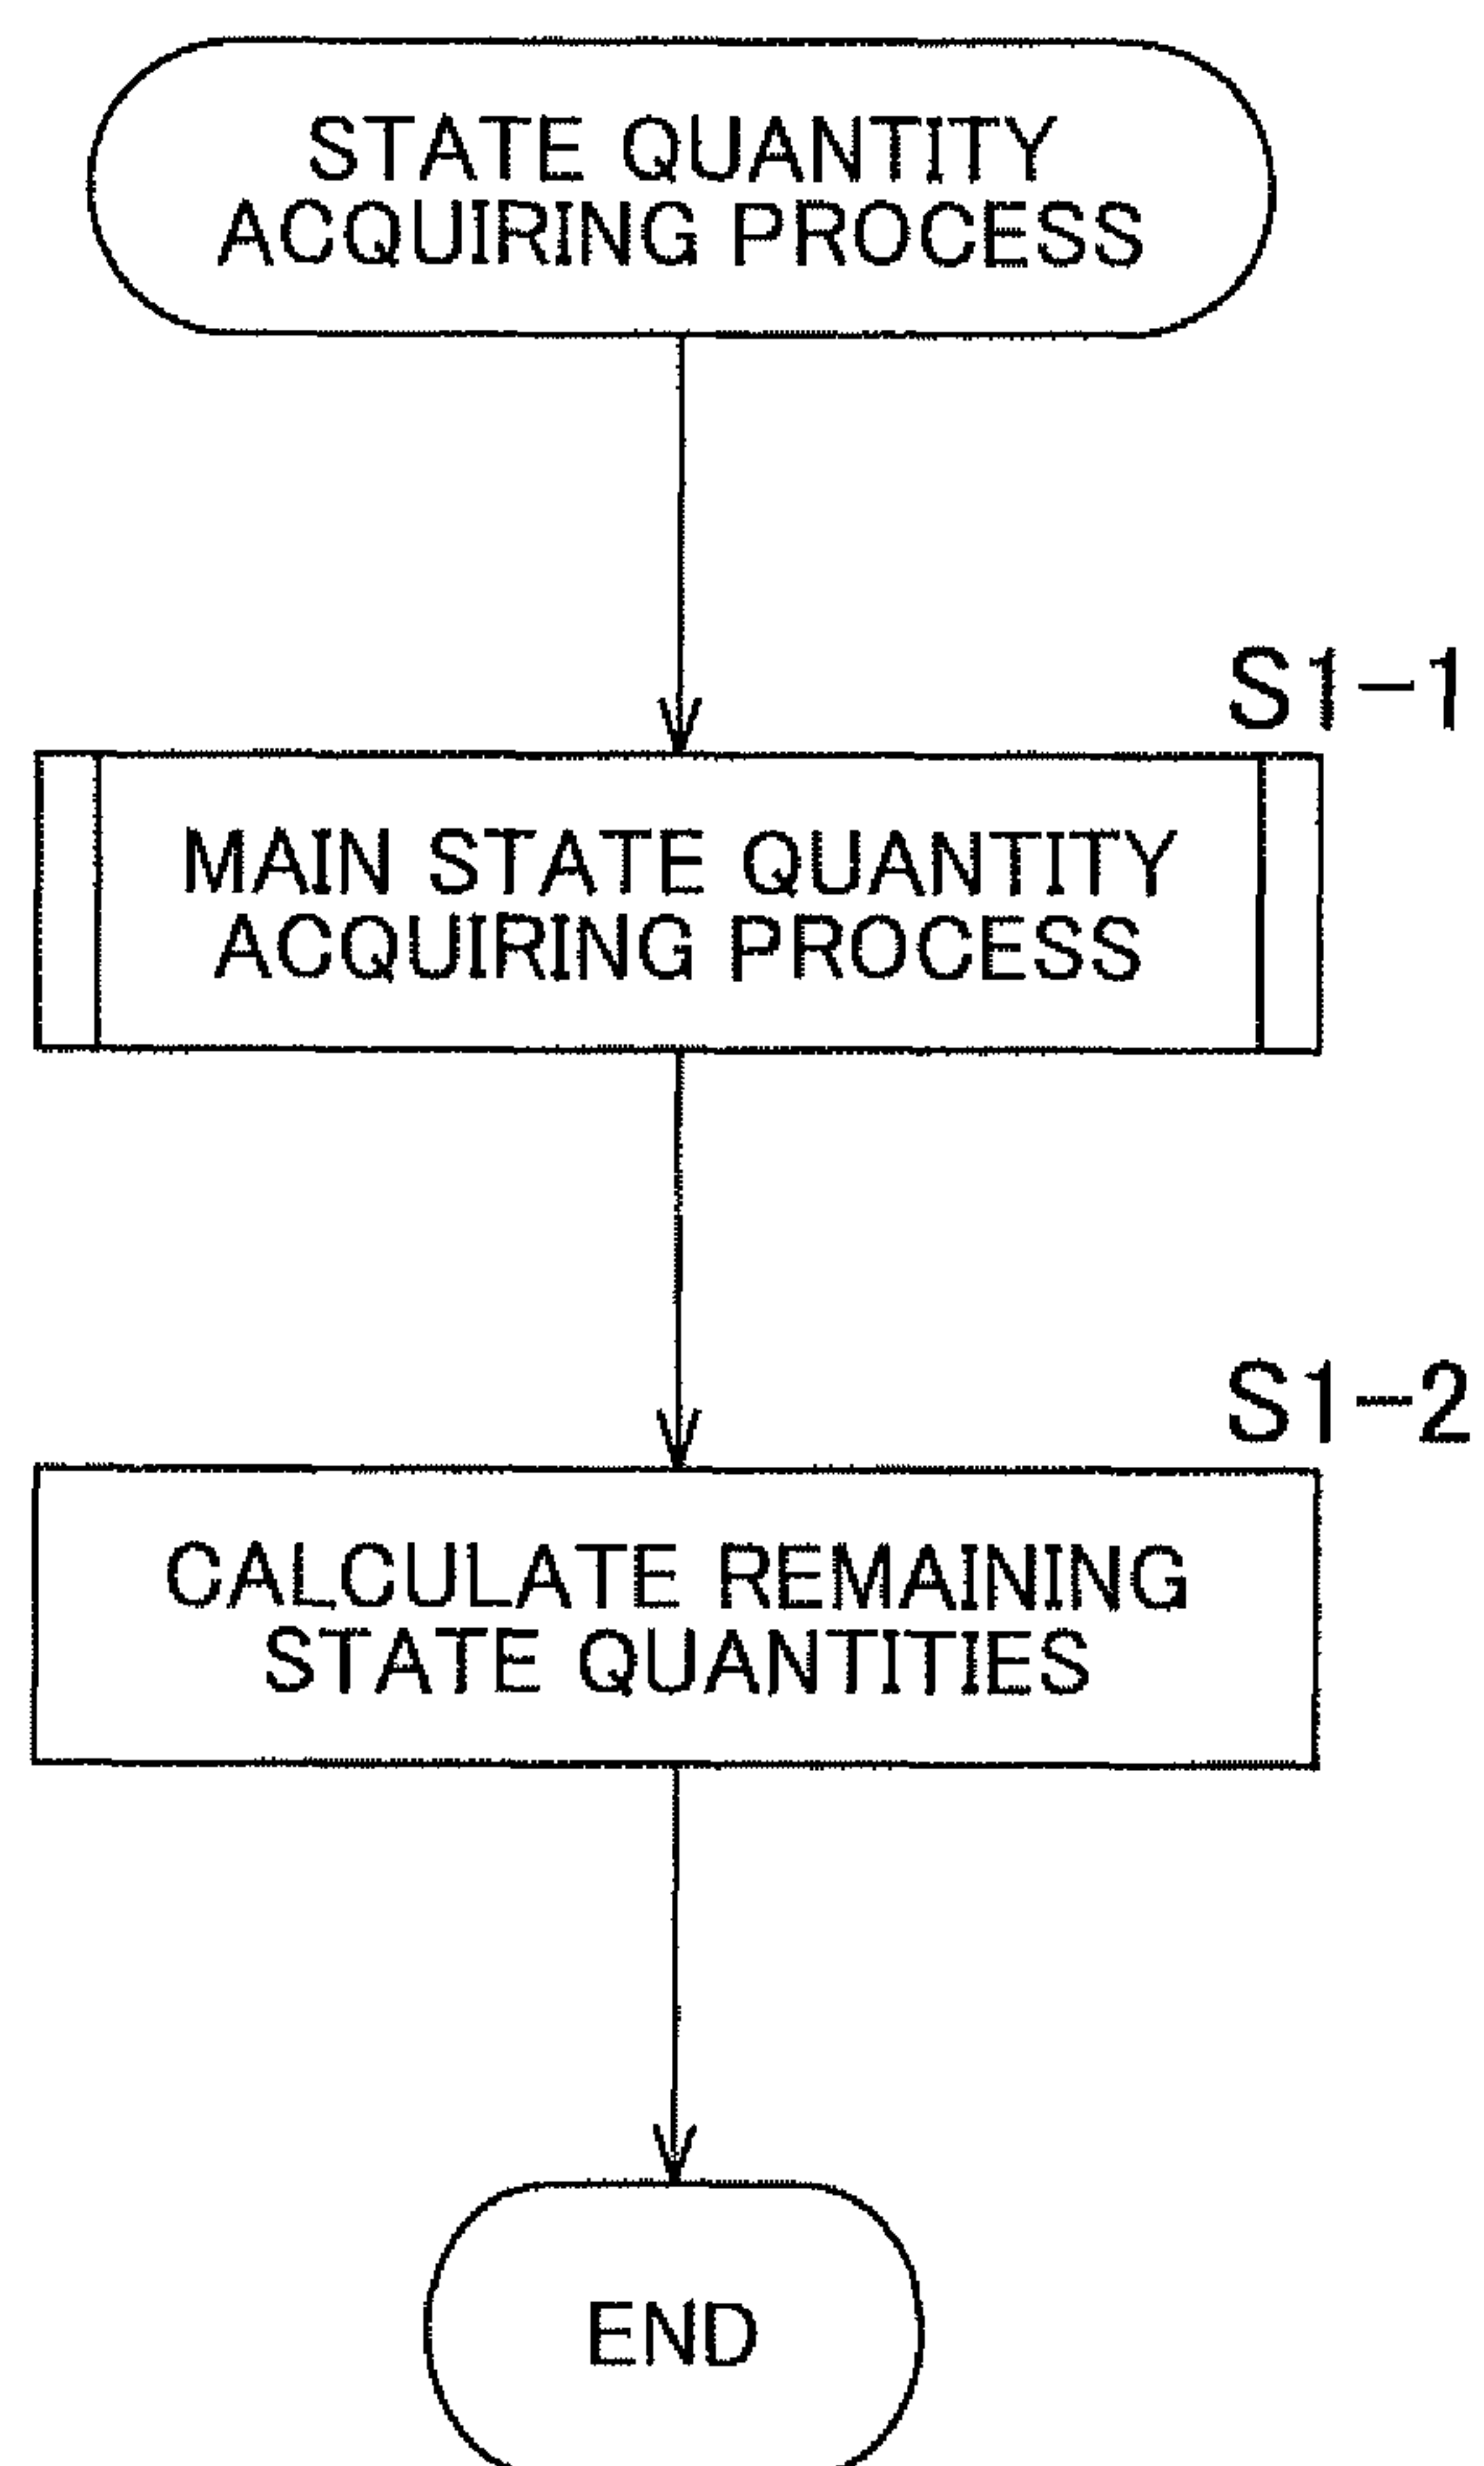 STATE QUANTITY
ACQUIRING PROCESS
S1-1
MAIN STATE QUANTITY
ACQUIRING PROCESS
S1-2
CALCULATE REMAINING
STATE QUANTITIES
END